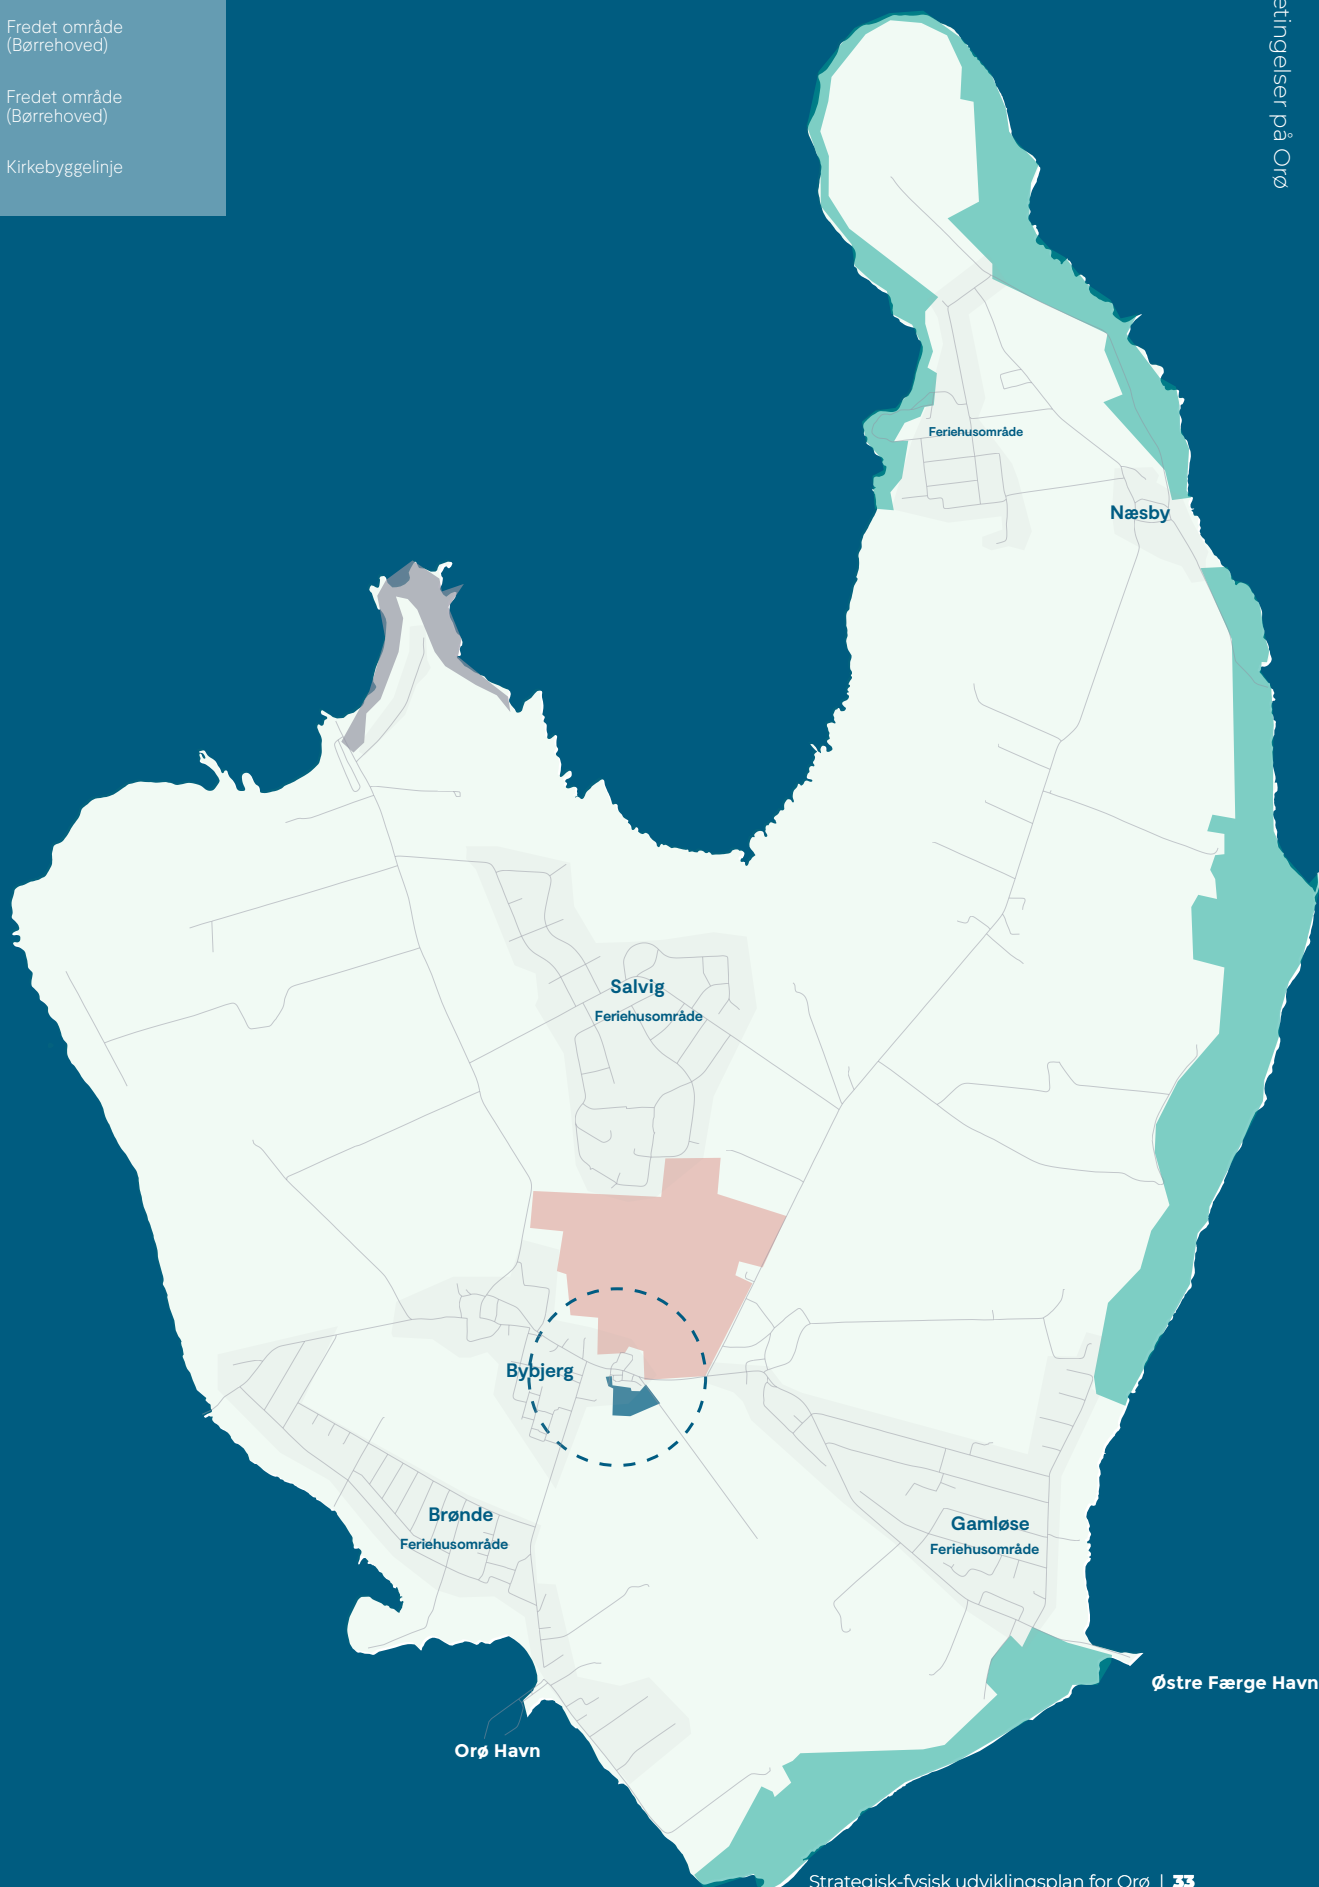 Fredet område
(Børrehoved)
Fredet område
(Børrehoved)
Kirkebyggelinje
på Orø
Feriehusområde
Næsby
Salvig
Feriehusområde
Bybjerg
Brønde
Feriehusområde
Gamløse
Feriehusområde
Østre Færge Havn
Orø Havn
Strategisk-fysisk udviklingsplan for Orø | 33